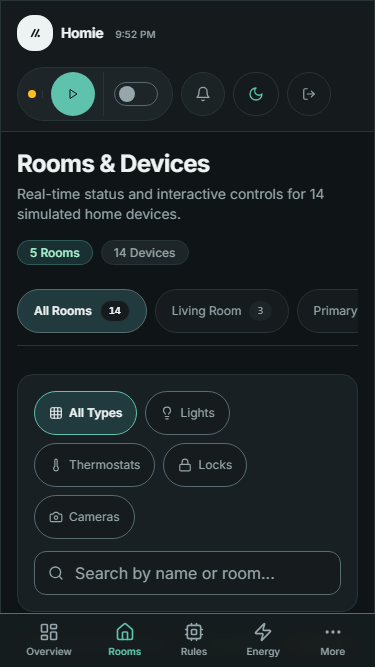 Homie 9:52 PM
Rooms & Devices
Real-time status and interactive controls for 14
simulated home devices.
5 Rooms 14 Devices
All Rooms 14 Living Room 3 Primary
All Types Lights
Thermostats Locks
Cameras
Search by name or room...
Overview Rooms Rules Energy More